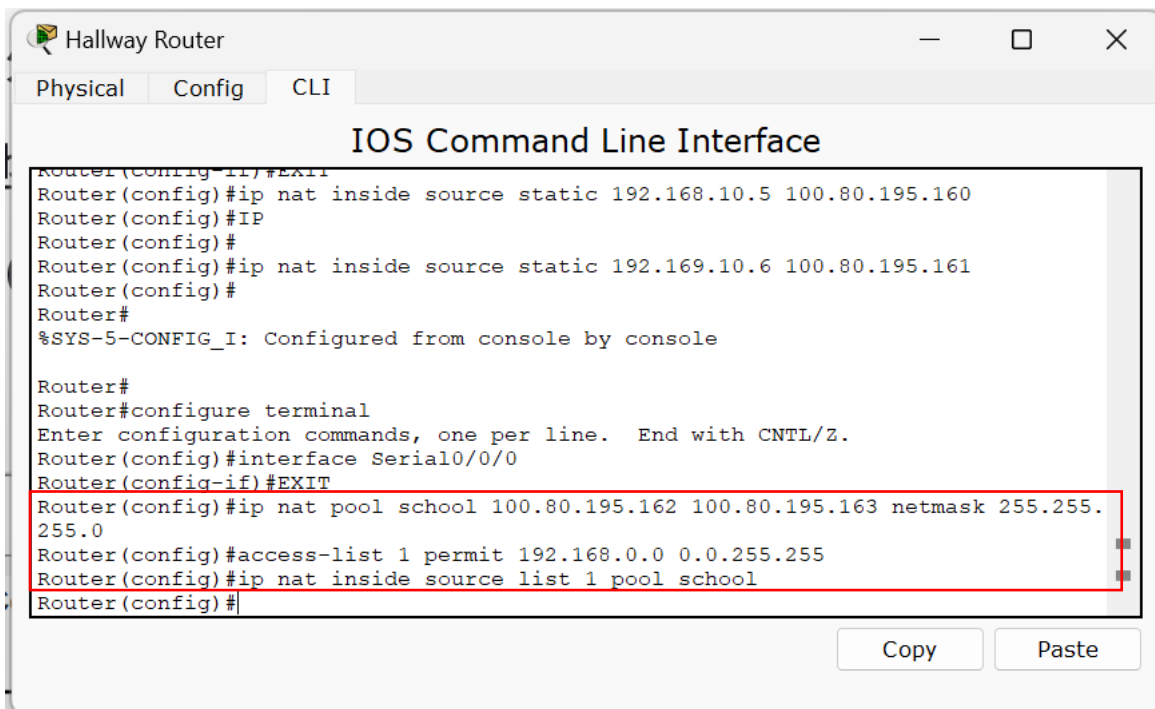 Hallway Router
Physical Config CLI
IOS Command Line Interface
Router(config-if)#EXIT
Router(config)#ip nat inside source static 192.168.10.5 100.80.195.160
Router(config)#IP
Router(config)#
Router(config)#ip nat inside source static 192.169.10.6 100.80.195.161
Router(config)#
Router#
%SYS-5-CONFIG_I: Configured from console by console
Router#
Router#configure terminal
Enter configuration commands, one per line.  End with CNTL/Z.
Router(config)#interface Serial0/0/0
Router(config-if)#EXIT
Router(config)#ip nat pool school 100.80.195.162 100.80.195.163 netmask 255.255.
255.0
Router(config)#access-list 1 permit 192.168.0.0 0.0.255.255
Router(config)#ip nat inside source list 1 pool school
Router(config)#
Copy Paste